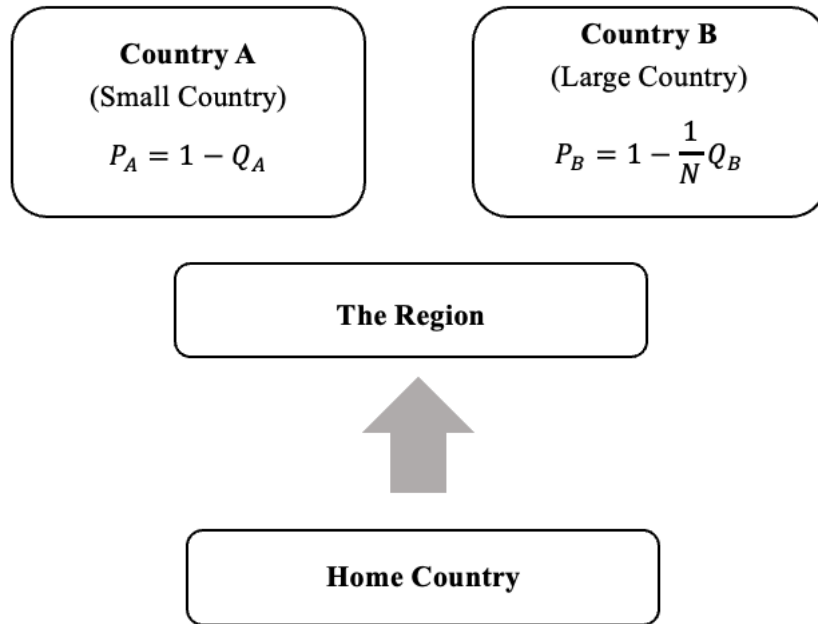 Country A
(Small Country)
P_A = 1 − Q_A
Country B
(Large Country)
P_B = 1 − \frac{1}{N} Q_B
The Region
Home Country